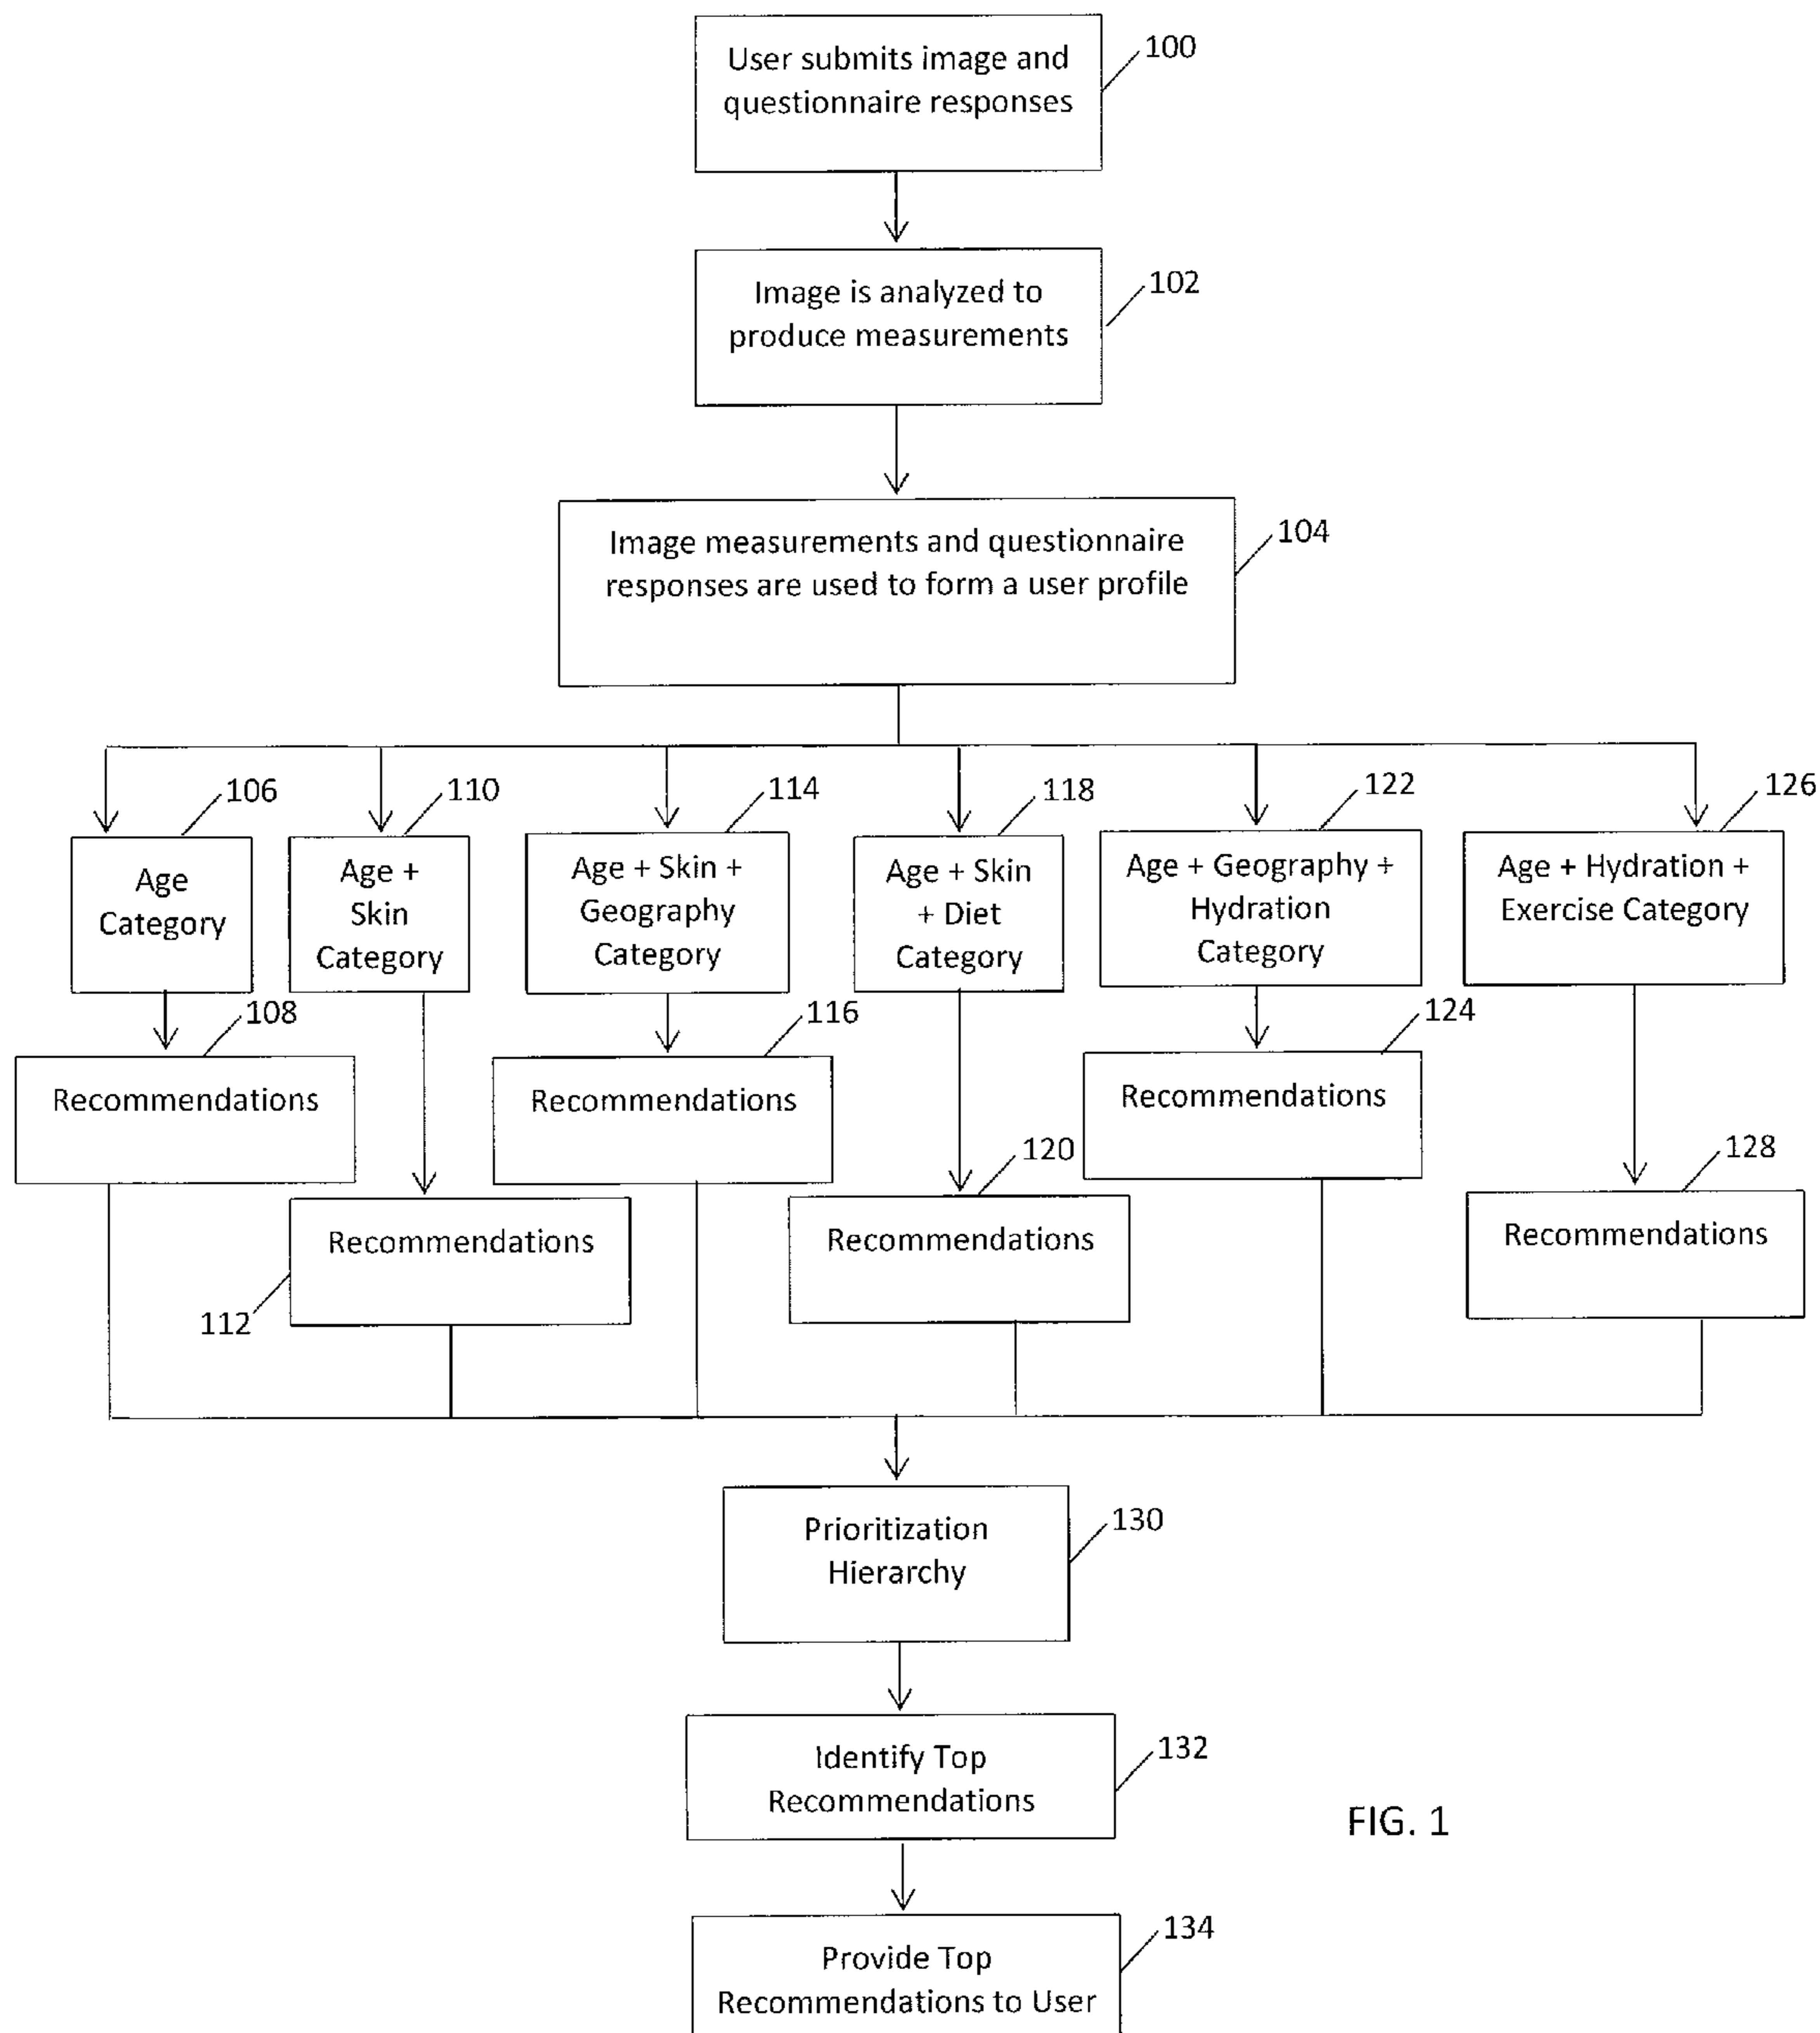 User submits image and
questionnaire responses
100
Image is analyzed to
produce measurements
102
Image measurements and questionnaire
responses are used to form a user profile
104
106
110
114
118
122
126
Age
Category
Age +
Skin
Category
Age + Skin +
Geography
Category
Age + Skin
+ Diet
Category
Age + Geography +
Hydration
Category
Age + Hydration +
Exercise Category
108
116
124
Recommendations
Recommendations
Recommendations
120
128
Recommendations
Recommendations
Recommendations
112
Prioritization
Hierarchy
130
Identify Top
Recommendations
132
FIG. 1
Provide Top
Recommendations to User
134